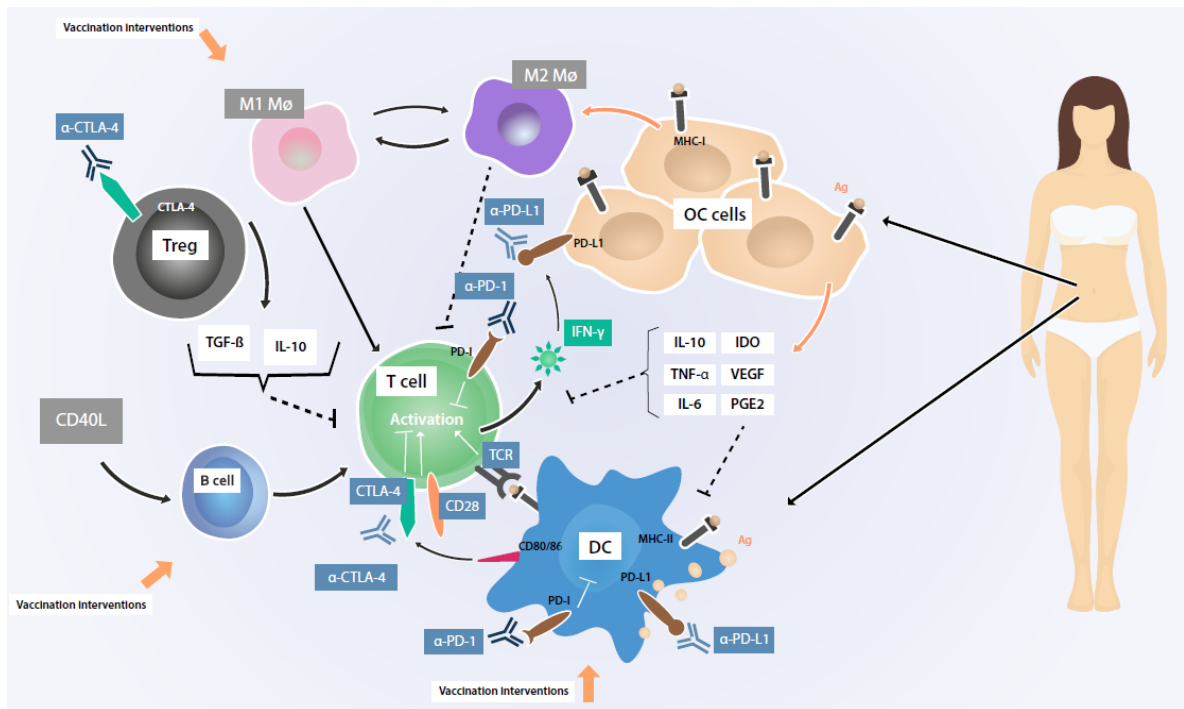 Vaccination interventions
M2 Mø
M1 Mø
α-CTLA-4
MHC-I
CTLA-4
Treg
Ag
α-PD-L1
OC cells
PD-L1
α-PD-1
IFN-γ
TGF-ß
IL-10
PD-I
T cell
IL-10
IDO
TNF-α
VEGF
IL-6
PGE2
Activation
CD40L
TCR
B cell
CTLA-4
CD28
CD80/86
DC
MHC-II
Ag
α-CTLA-4
PD-L1
PD-I
Vaccination interventions
α-PD-1
α-PD-L1
Vaccination interventions